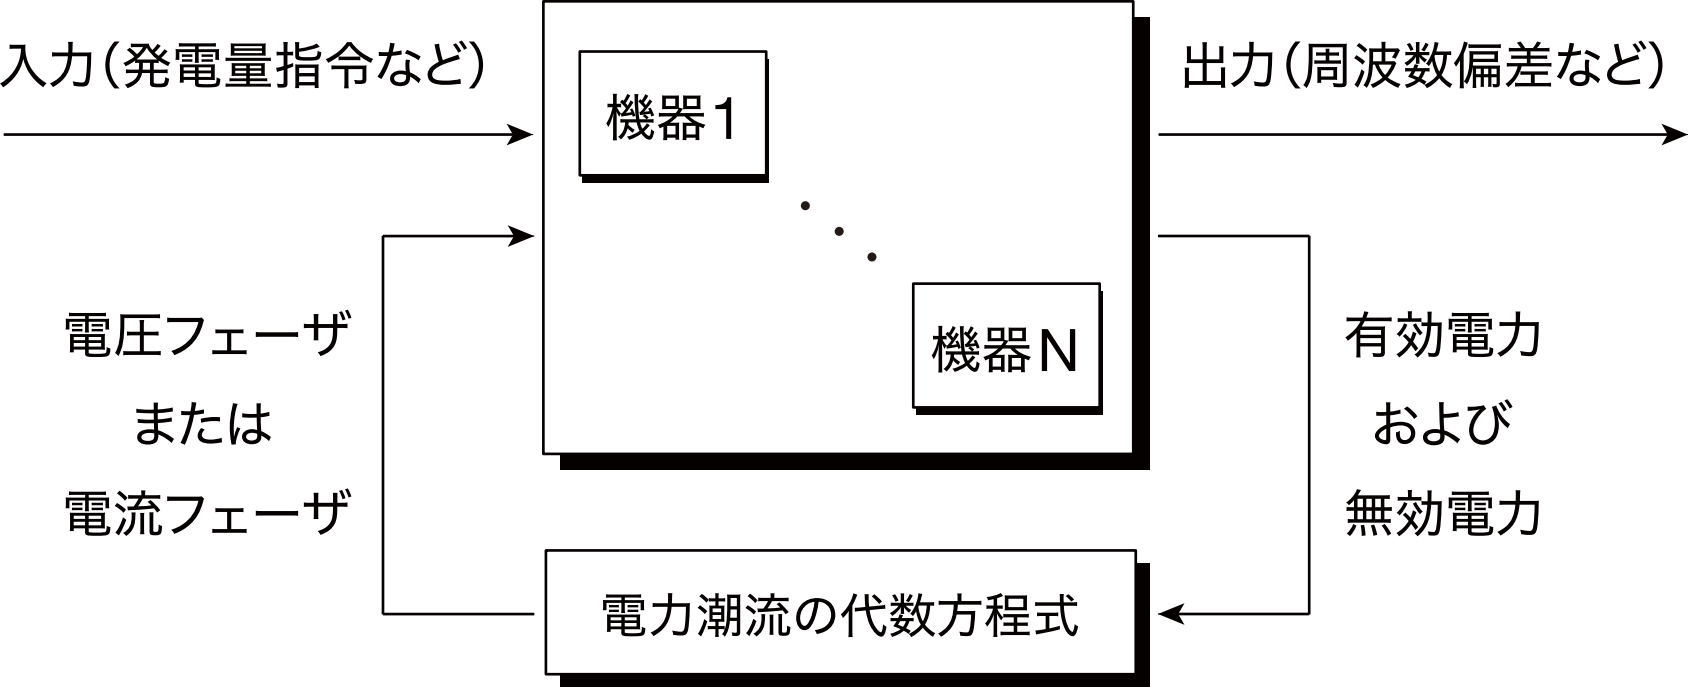 入力（発電量指令など）
出力（周波数偏差など）
機器1
機器N
電圧フェーザ
または
電流フェーザ
有効電力
および
無効電力
電力潮流の代数方程式